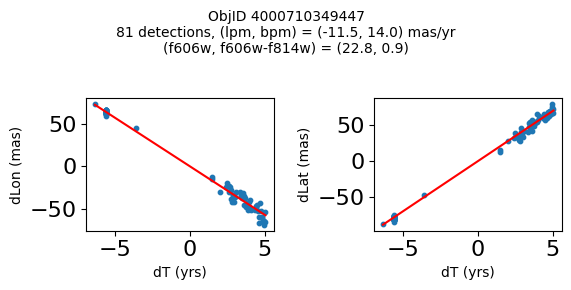 ObjID 4000710349447
81 detections, (lpm, bpm) = (-11.5, 14.0) mas/yr
(f606w, f606w-f814w) = (22.8, 0.9)
dLon (mas)
50
0
−50
−5
0
5
dT (yrs)
dLat (mas)
50
0
−50
−5
0
5
dT (yrs)